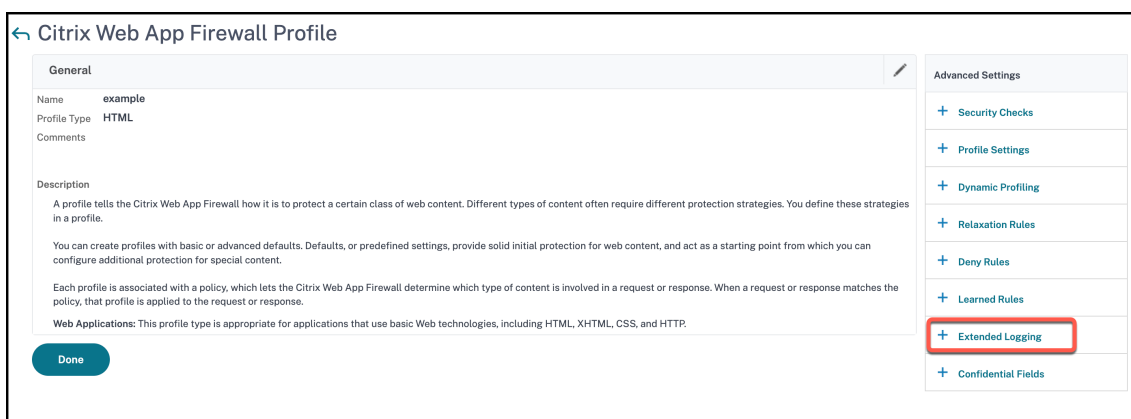 Citrix Web App Firewall Profile
General
Name example
Profile Type HTML
Comments
Description
A profile tells the Citrix Web App Firewall how it is to protect a certain class of web content. Different types of content often require different protection strategies. You define these strategies
in a profile.
You can create profiles with basic or advanced defaults. Defaults, or predefined settings, provide solid initial protection for web content, and act as a starting point from which you can
configure additional protection for special content.
Each profile is associated with a policy, which lets the Citrix Web App Firewall determine which type of content is involved in a request or response. When a request or response matches the
policy, that profile is applied to the request or response.
Web Applications: This profile type is appropriate for applications that use basic Web technologies, including HTML, XHTML, CSS, and HTTP.
Done
Advanced Settings
+ Security Checks
+ Profile Settings
+ Dynamic Profiling
+ Relaxation Rules
+ Deny Rules
+ Learned Rules
+ Extended Logging
+ Confidential Fields